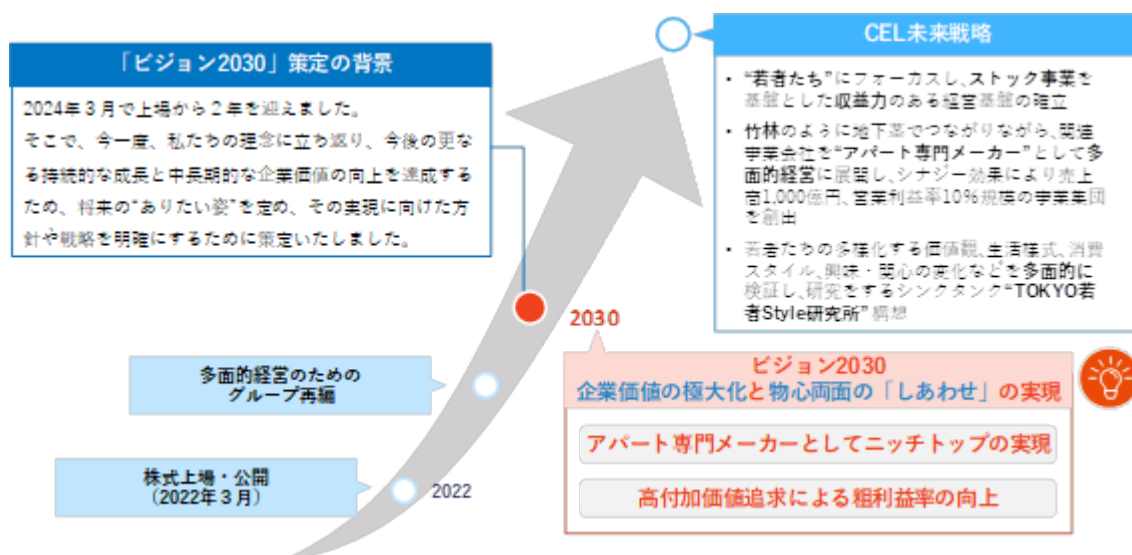 「ビジョン2030」策定の背景
2024年3月で上場から2年を迎えました。
そこで、今一度、私たちの理念に立ち返り、今後の更な
る持続的な成長と中長期的な企業価値の向上を達成する
ため、将来の“ありたい姿”を定め、その実現に向けた方
針や戦略を明確にするために策定いたしました。
CEL未来戦略
• “若者たち”にフォーカスし、ストック事業を
基盤とした収益力のある経営基盤の確立
• 竹林のように地下茎でつながりながら、関連
事業会社を“アパート専門メーカー”として多
面的経営に展開し、シナジー効果により売上
高1,000億円、営業利益率10%規模の事業集団
を創出
• 若者たちの多様化する価値観、生活様式、消費
スタイル、興味・関心の変化などを多面的に
検証し、研究をするシンクタンク“TOKYO若
者Style研究所”構想
2030
ビジョン2030
企業価値の極大化と物心両面の「しあわせ」の実現
アパート専門メーカーとしてニッチトップの実現
高付加価値追求による粗利益率の向上
多面的経営のための
グループ再編
株式上場・公開
(2022年3月)
2022